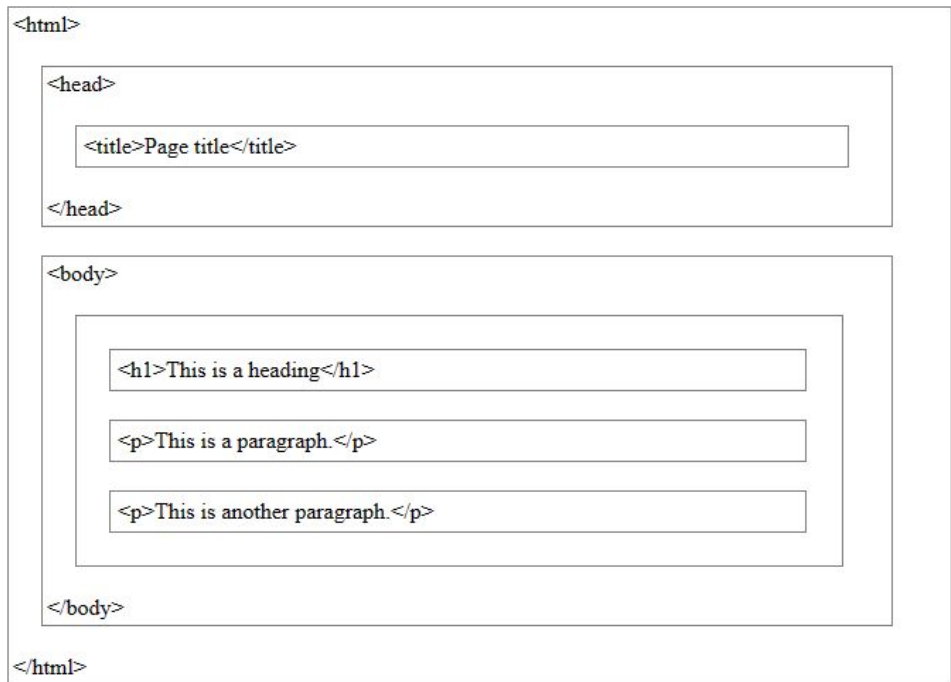 <html>
<head>
<title>Page title</title>
</head>
<body>
<h1>This is a heading</h1>
<p>This is a paragraph.</p>
<p>This is another paragraph.</p>
</body>
</html>